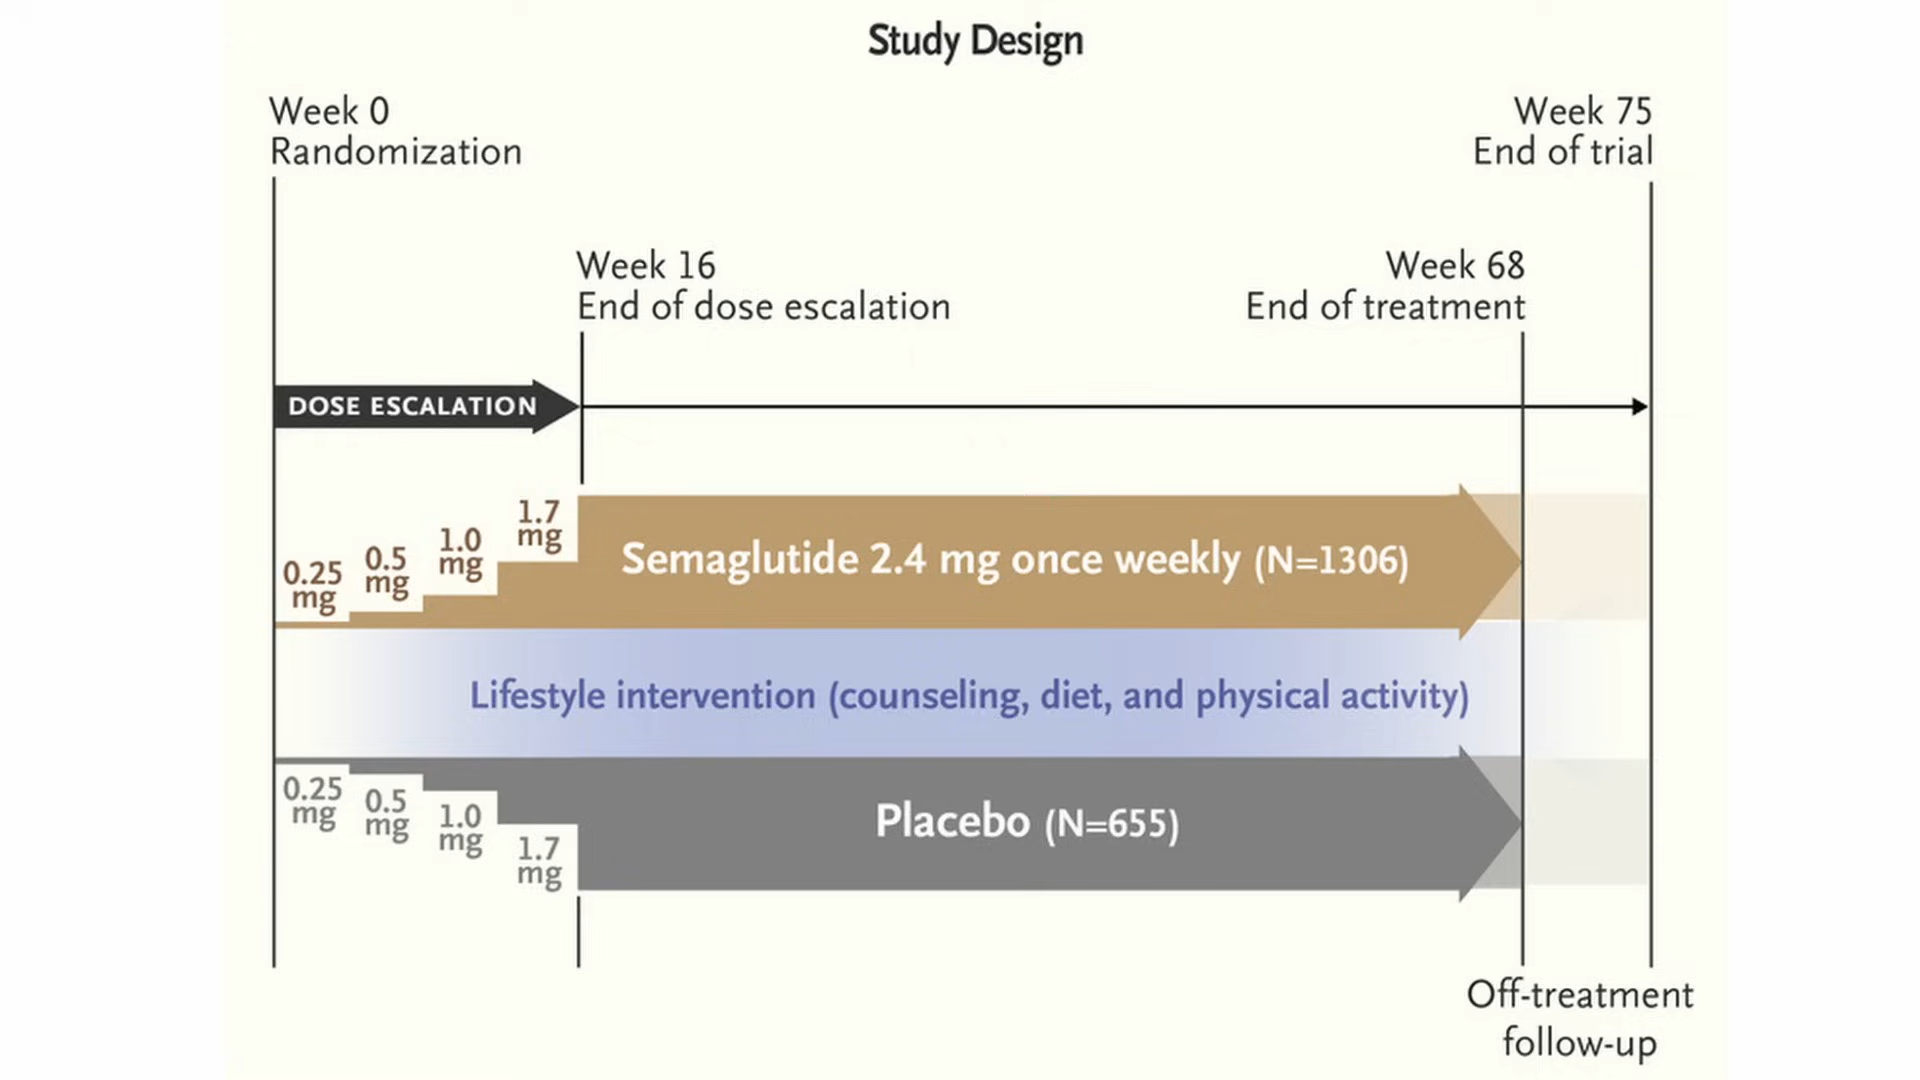 Study Design
Week 0
Randomization
Week 75
End of trial
Week 16
End of dose escalation
Week 68
End of treatment
DOSE ESCALATION
0.25
mg
0.5
mg
1.0
mg
1.7
mg
Semaglutide 2.4 mg once weekly (N=1306)
Lifestyle intervention (counseling, diet, and physical activity)
0.25
mg
0.5
mg
1.0
mg
1.7
mg
Placebo (N=655)
Off-treatment
follow-up